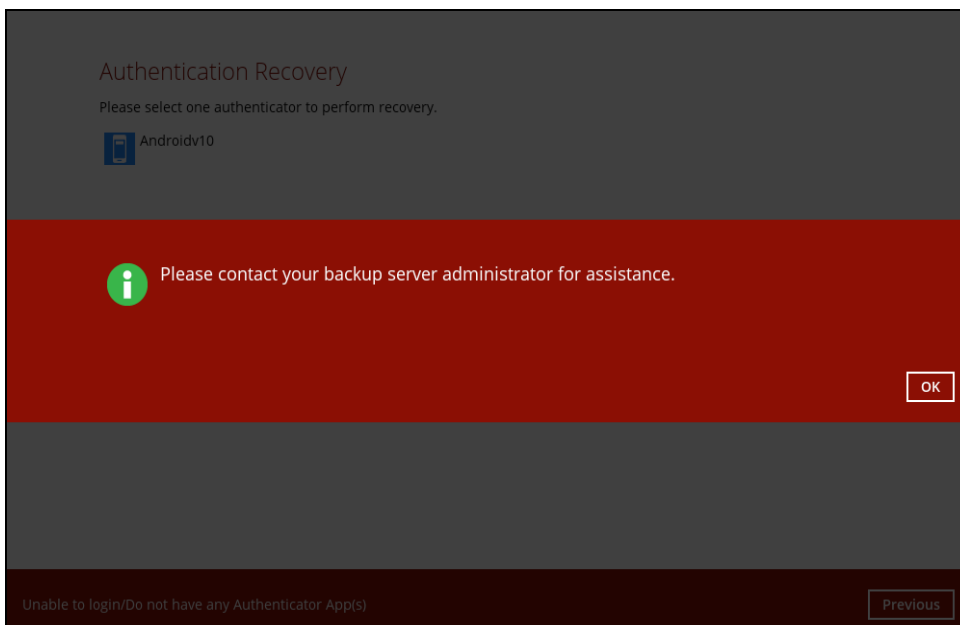 Authentication Recovery
Please select one authenticator to perform recovery.
Androidv10
Please contact your backup server administrator for assistance.
OK
Unable to login/Do not have any Authenticator App(s)
Previous